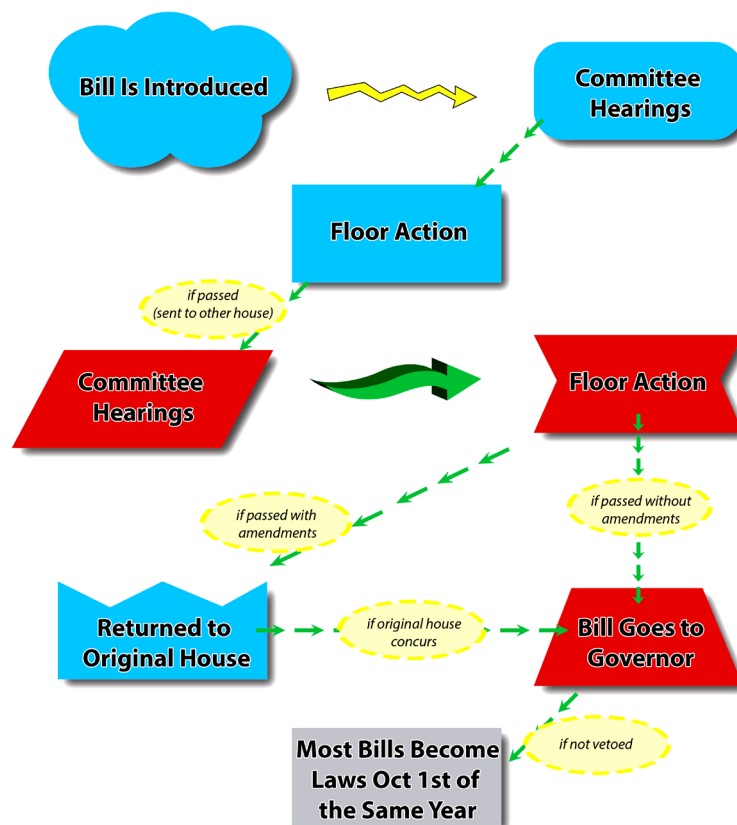 Bill Is Introduced
Committee
Hearings
Floor Action
if passed
(sent to other house)
Committee
Hearings
Floor Action
if passed with
amendments
if passed without
amendments
Returned to
Original House
if original house
concurs
Bill Goes to
Governor
if not vetoed
Most Bills Become
Laws Oct 1st of
the Same Year